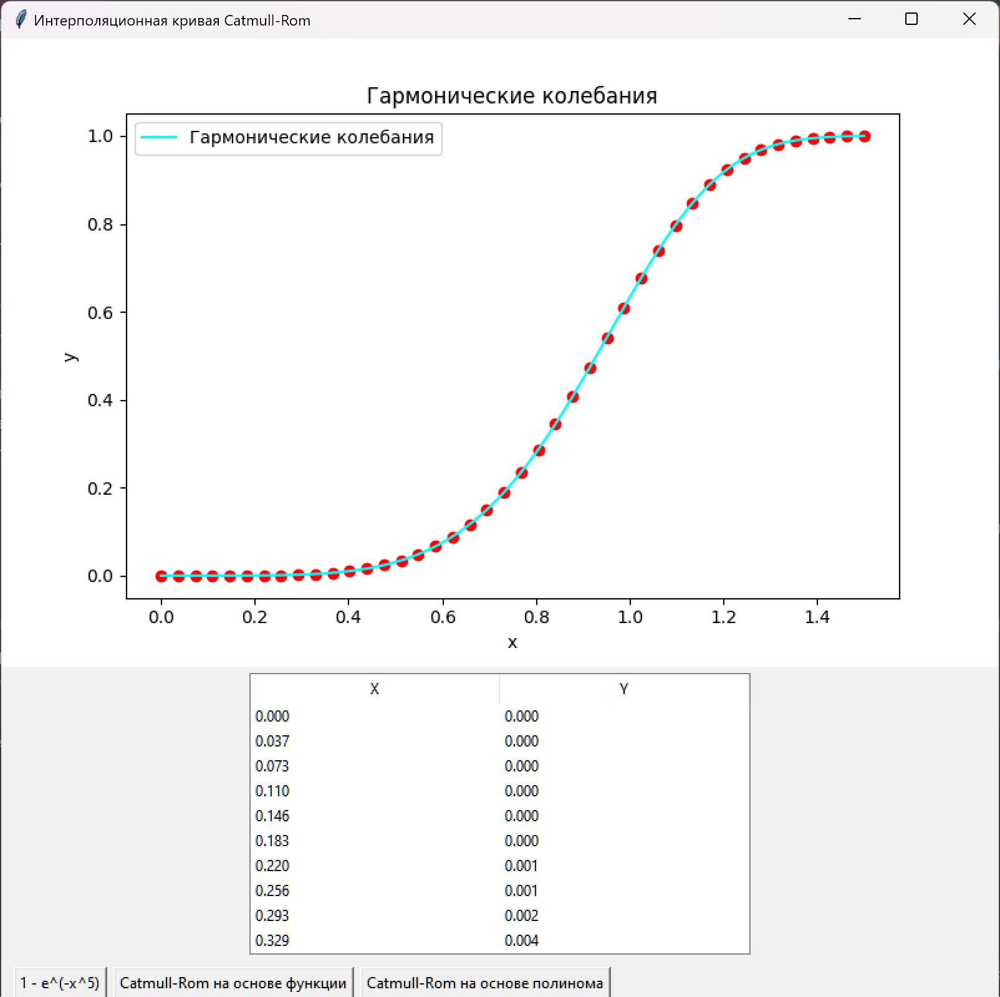 Интерполяционная кривая Catmull-Rom
Гармонические колебания
Гармонические колебания
1.0
0.8
0.6
0.4
0.2
0.0
y
0.0 0.2 0.4 0.6 0.8 1.0 1.2 1.4
x
X Y
0.000 0.000
0.037 0.000
0.073 0.000
0.110 0.000
0.146 0.000
0.183 0.000
0.220 0.001
0.256 0.001
0.293 0.002
0.329 0.004
1 - e^(-x^5) Catmull-Rom на основе функции Catmull-Rom на основе полинома